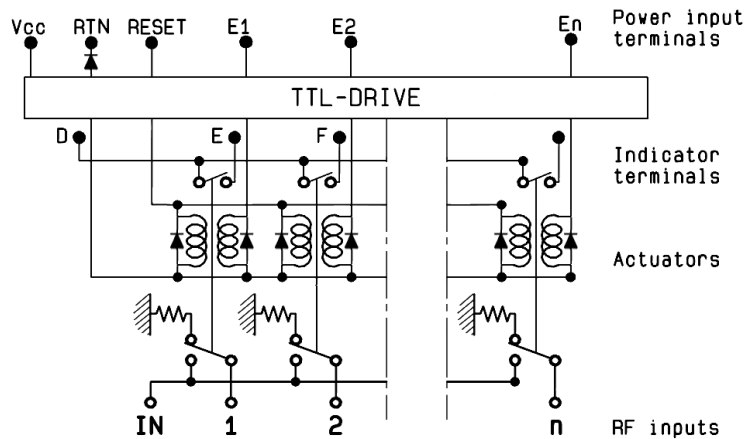 Vcc RTN RESET E1 E2 En Power input
terminals
TTL-DRIVE
D E F Indicator
terminals
Actuators
IN 1 2 n RF inputs